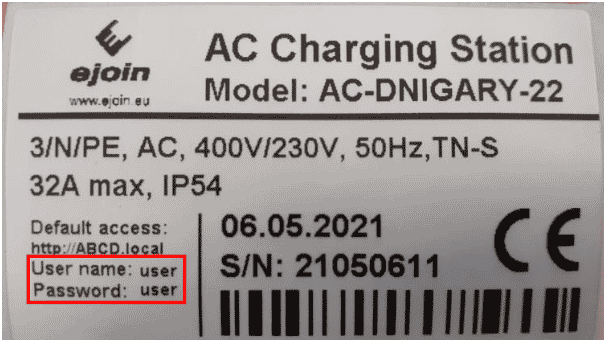 ejoin
www.ejoin.eu
AC Charging Station
Model: AC-DNIGARY-22
3/N/PE, AC, 400V/230V, 50Hz,TN-S
32A max, IP54
Default access:
http://ABCD.local
User name: user
Password: user
06.05.2021
S/N: 21050611
CE